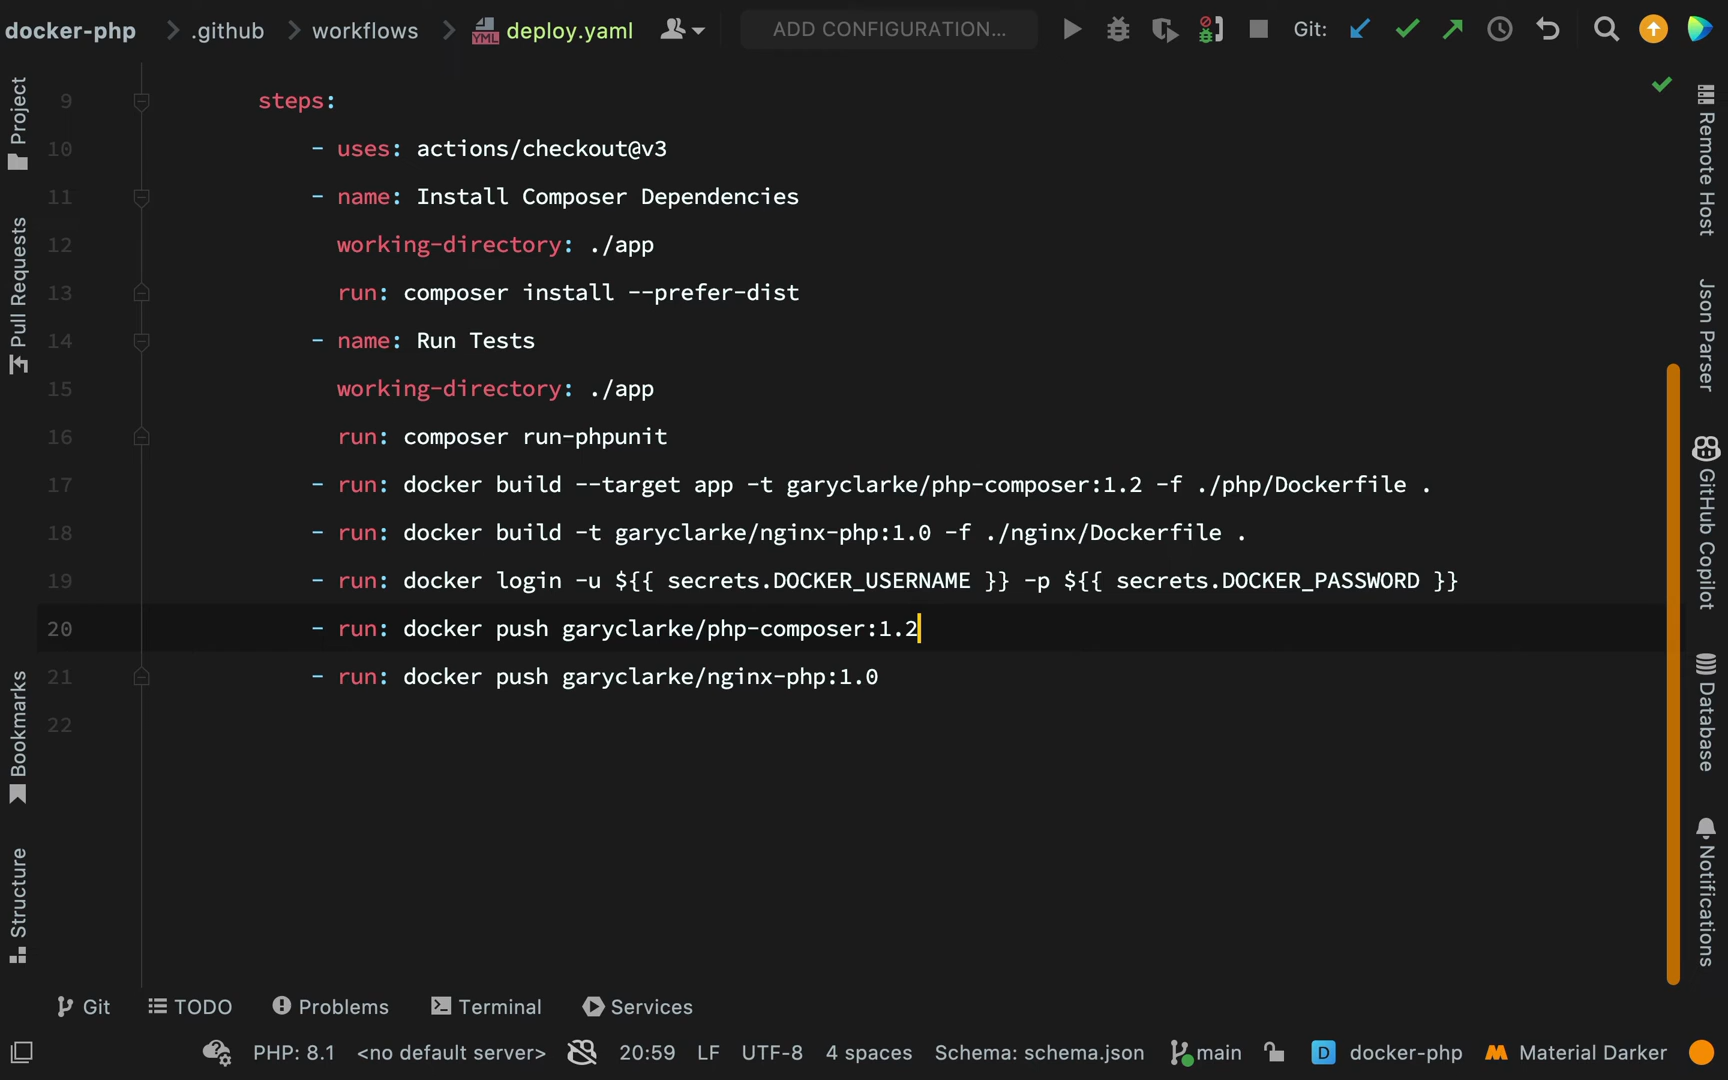 docker-php .github workflows deploy.yaml ADD CONFIGURATION... Git:
9 steps:
10 - uses: actions/checkout@v3
11 - name: Install Composer Dependencies
12 working-directory: ./app
13 run: composer install --prefer-dist
14 - name: Run Tests
15 working-directory: ./app
16 run: composer run-phpunit
17 - run: docker build --target app -t garyclarke/php-composer:1.2 -f ./php/Dockerfile .
18 - run: docker build -t garyclarke/nginx-php:1.0 -f ./nginx/Dockerfile .
19 - run: docker login -u ${{ secrets.DOCKER_USERNAME }} -p ${{ secrets.DOCKER_PASSWORD }}
20 - run: docker push garyclarke/php-composer:1.2
21 - run: docker push garyclarke/nginx-php:1.0
22
Project
Pull Requests
Bookmarks
Structure
Remote Host
Json Parser
GitHub Copilot
Database
Notifications
Git TODO Problems Terminal Services
PHP: 8.1 <no default server> 20:59 LF UTF-8 4 spaces Schema: schema.json main D docker-php Material Darker